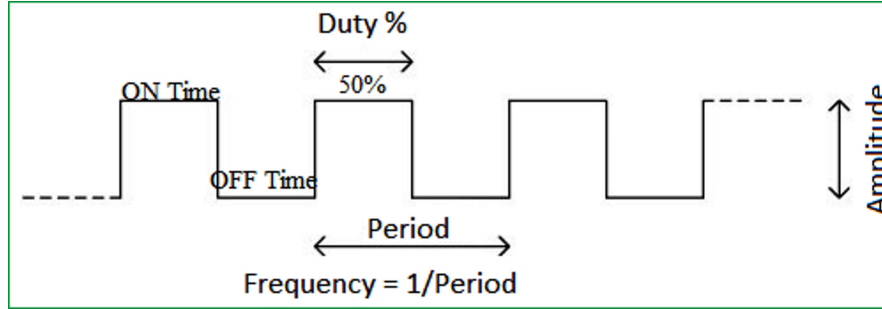 Duty %
50%
ON Time
OFF Time
Amplitude
Period
Frequency = 1/Period